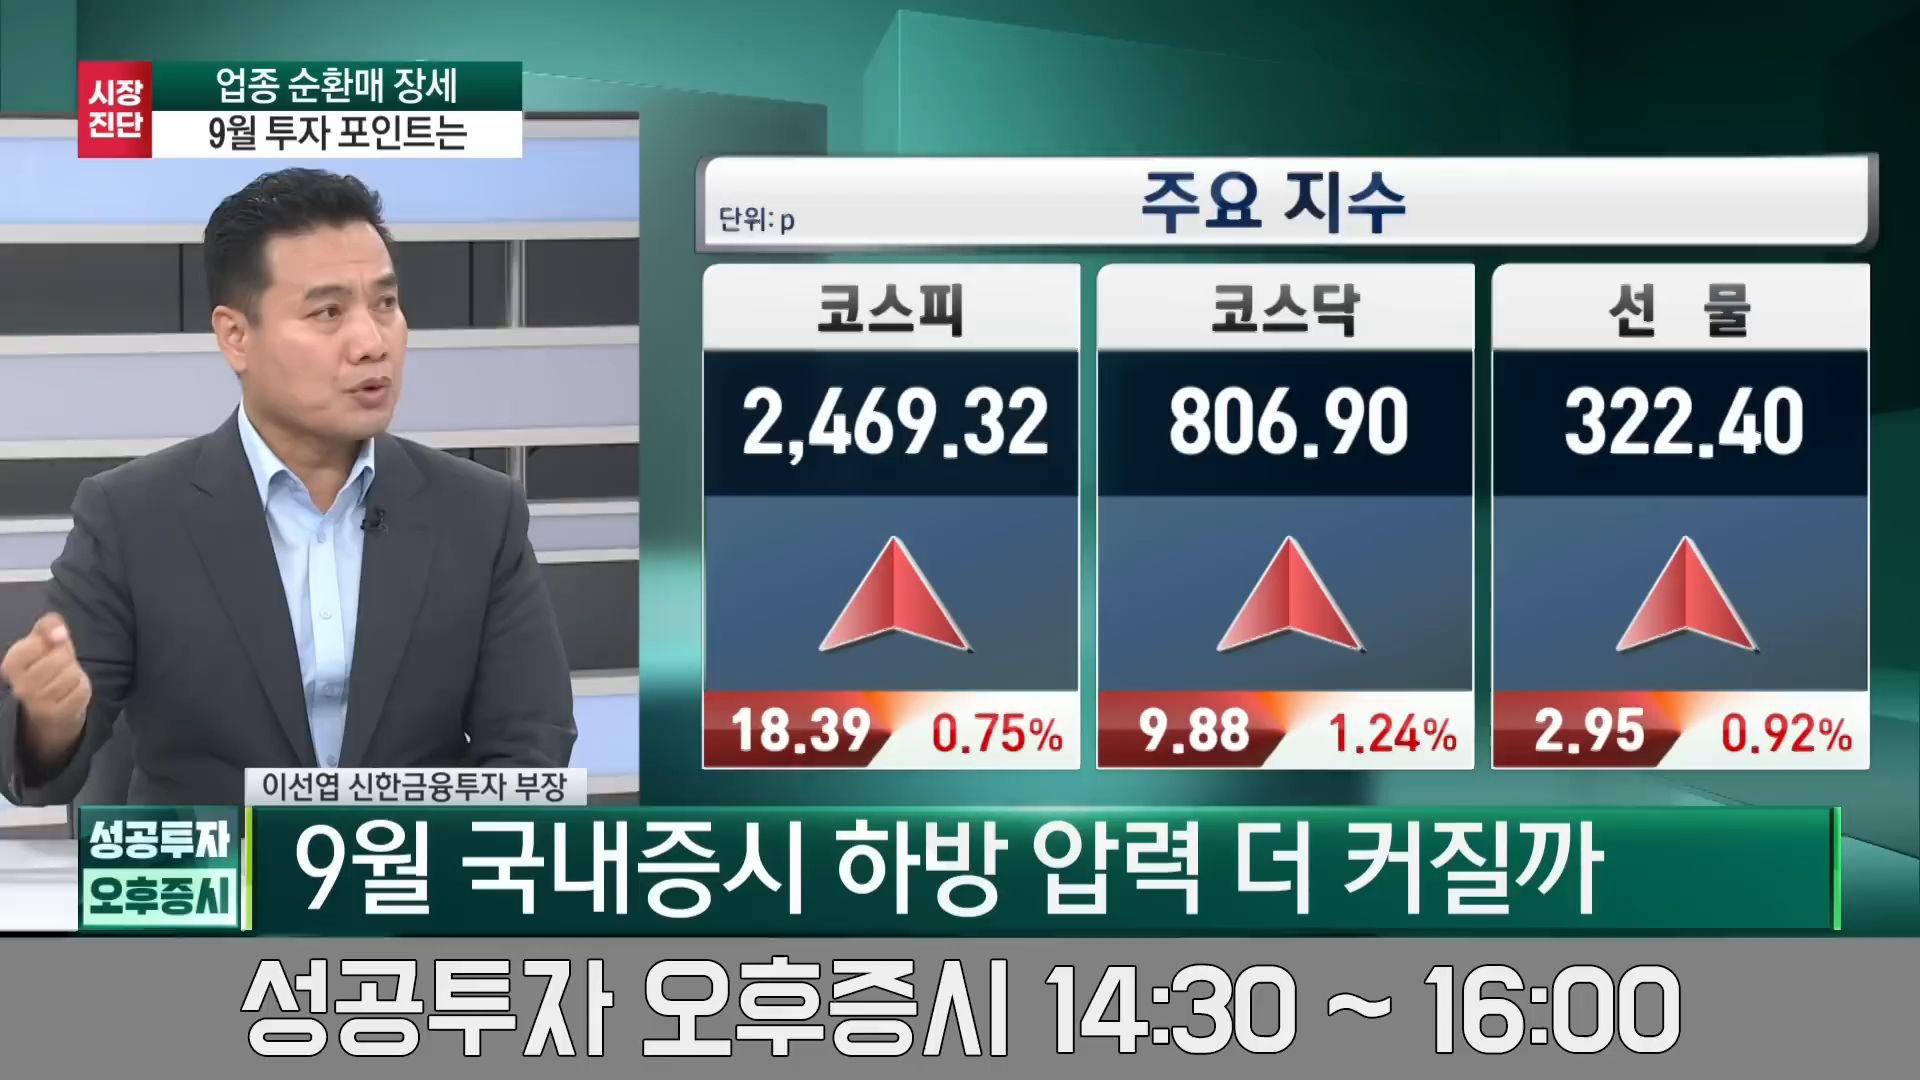 시장
진단
업종 순환매 장세
9월 투자 포인트는
주요 지수
단위: p
코스피
코스닥
선 물
2,469.32
806.90
322.40
18.39
0.75%
9.88
1.24%
2.95
0.92%
이선엽 신한금융투자 부장
성공투자
오후증시
9월 국내증시 하방 압력 더 커질까
성공투자 오후증시 14:30 ~ 16:00